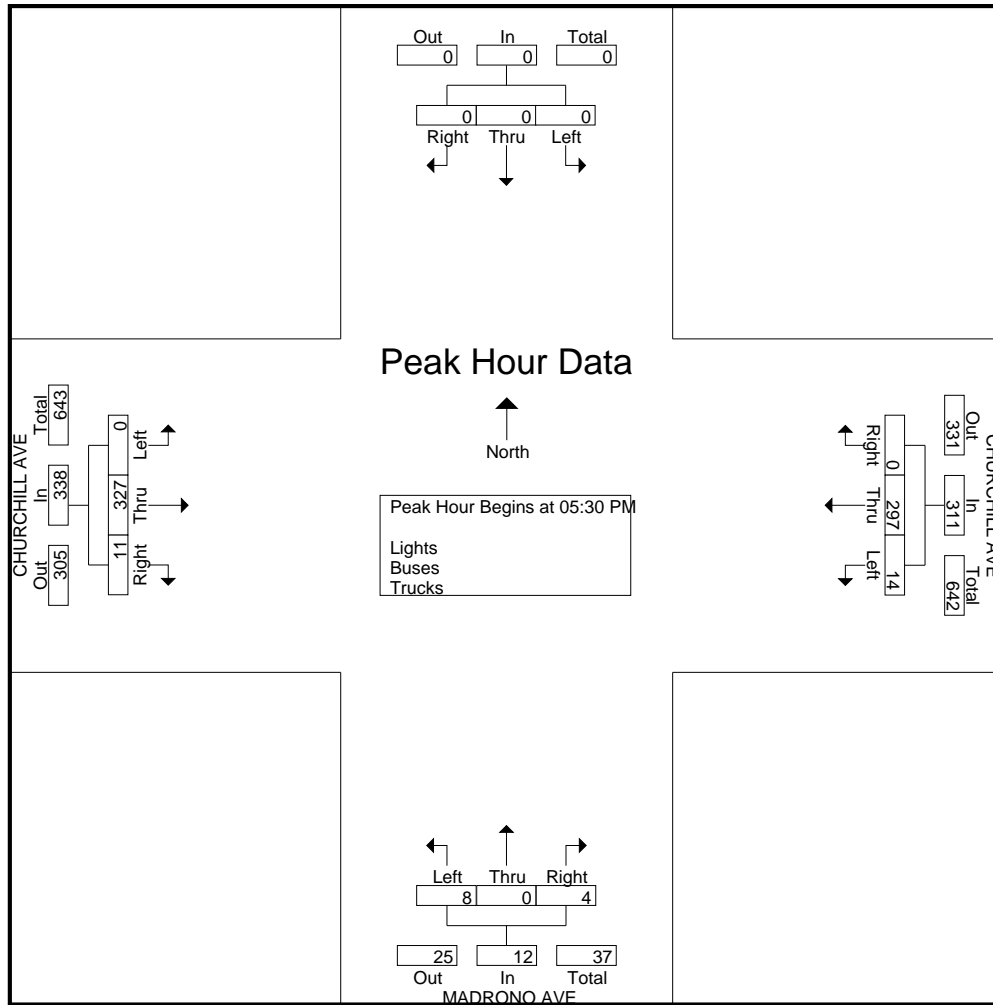 Out In Total
0 0 0
0 0 0
Right Thru Left
Peak Hour Data
North
Peak Hour Begins at 05:30 PM
Lights
Buses
Trucks
CHURCHILL AVE
Out In Total
305 338 643
11 327 0
Right Thru Left
CHURCHILL AVE
Out In Total
331 311 642
0 297 14
Right Thru Left
Left Thru Right
8 0 4
25 12 37
Out In Total
MADRONO AVE